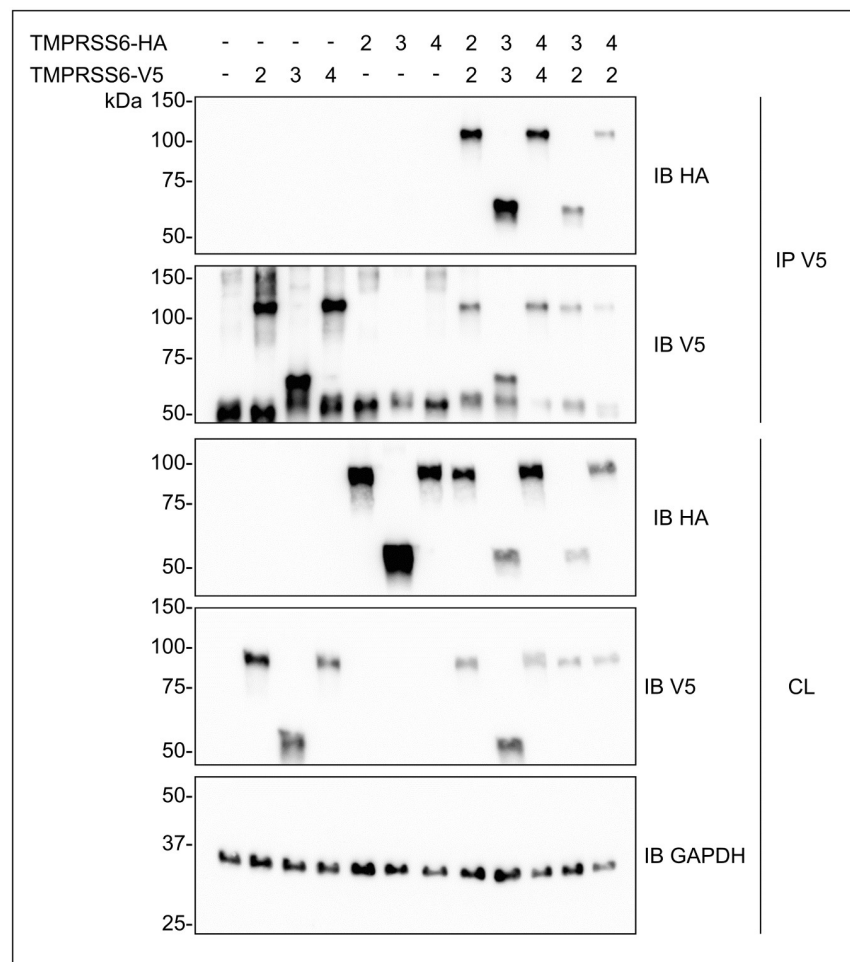 TMPRSS6-HA - - - - 2 3 4 2 3 4 3 4
TMPRSS6-V5 - 2 3 4 - - - 2 3 4 2 2
kDa 150-
100-
75-
50-
IB HA
150-
100-
75-
50-
IB V5
IP V5
100-
75-
50-
IB HA
150-
100-
75-
50-
IB V5
CL
50-
37-
25-
IB GAPDH